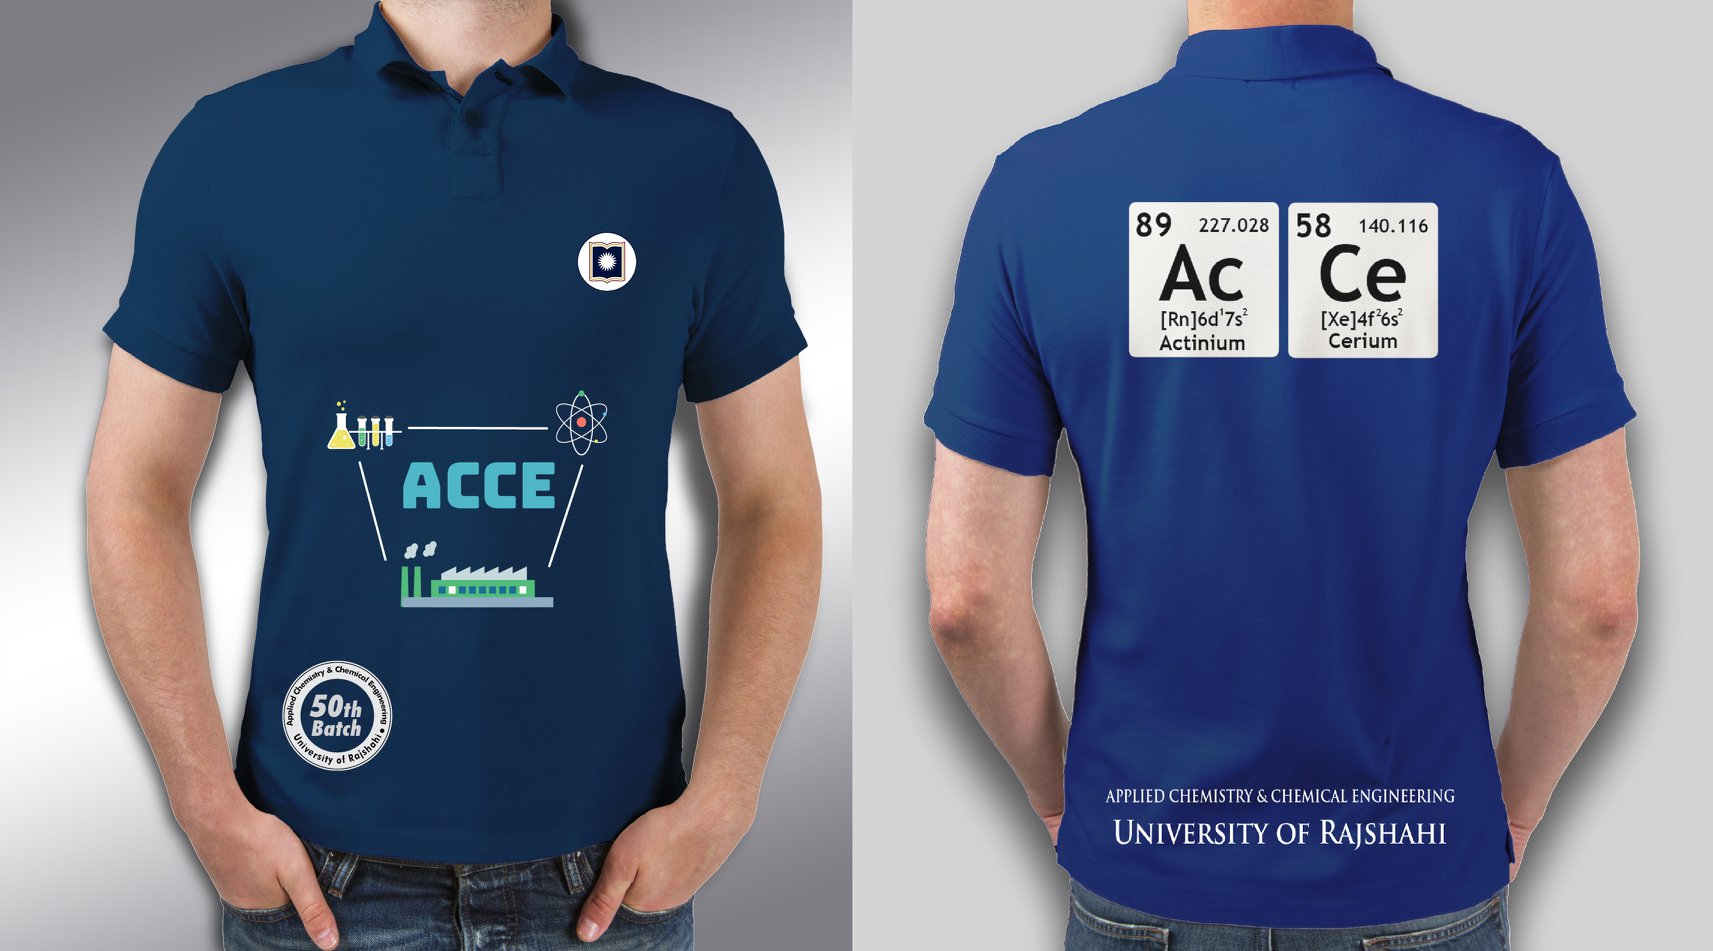 ACCE
Applied Chemistry & Chemical Engineering
University of Rajshahi
50th
Batch
89 227.028
Ac
[Rn]6d¹7s²
Actinium
58 140.116
Ce
[Xe]4f²6s²
Cerium
APPLIED CHEMISTRY & CHEMICAL ENGINEERING
UNIVERSITY OF RAJSHAHI